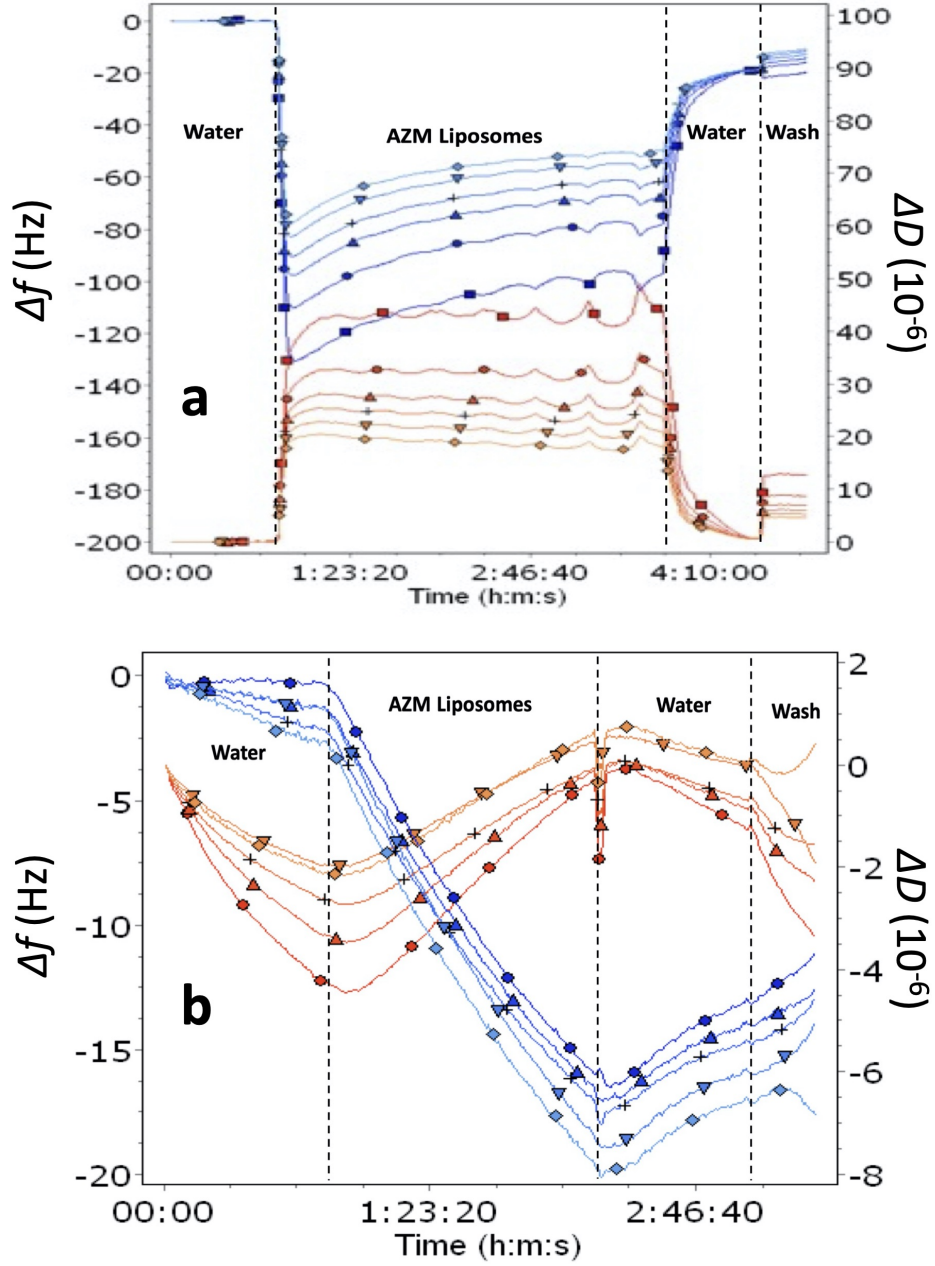 0
-20
-40
-60
-80
-100
-120
-140
-160
-180
-200
Δf (Hz)
Water
AZM Liposomes
Water
Wash
a
100
90
80
70
60
50
40
30
20
10
0
ΔD (10-6)
00:00
1:23:20
2:46:40
4:10:00
Time (h:m:s)
0
-5
-10
-15
-20
Δf (Hz)
Water
AZM Liposomes
Water
Wash
b
2
0
-2
-4
-6
-8
ΔD (10-6)
00:00
1:23:20
2:46:40
Time (h:m:s)